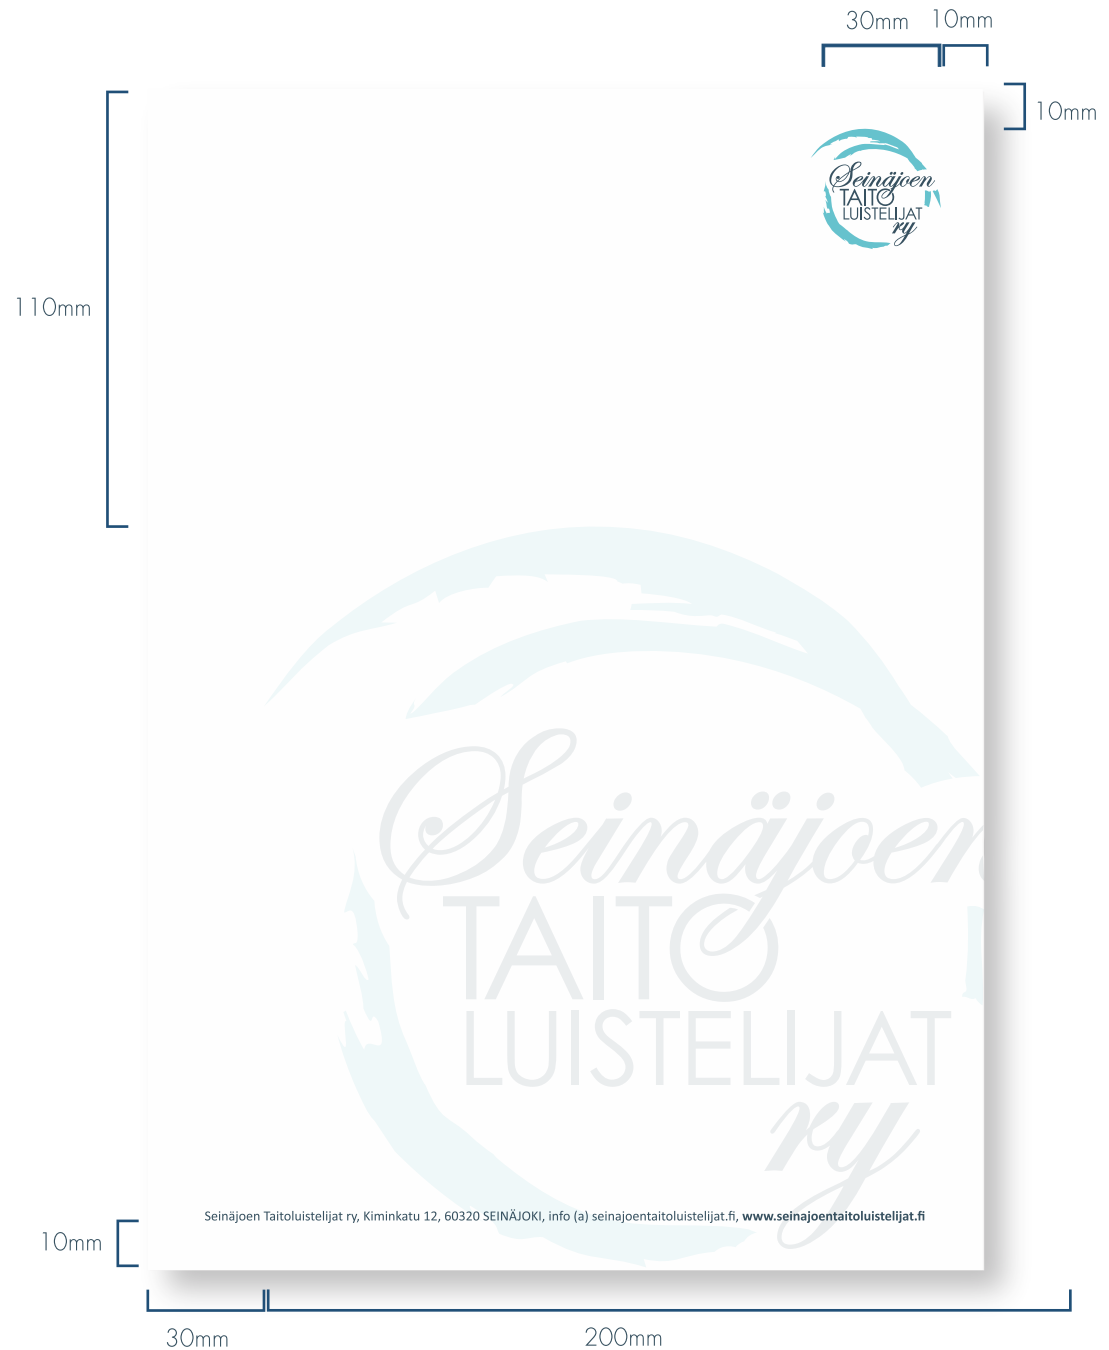 30mm 10mm
10mm
Seinäjoen
TAITO
LUISTELIJAT
ry
110mm
Seinäjoen
TAITO
LUISTELIJAT
ry
Seinäjoen Taitoluistelijat ry, Kiminkatu 12, 60320 SEINÄJOKI, info (a) seinajoentaitoluistelijat.fi, www.seinajoentaitoluistelijat.fi
10mm
30mm 200mm